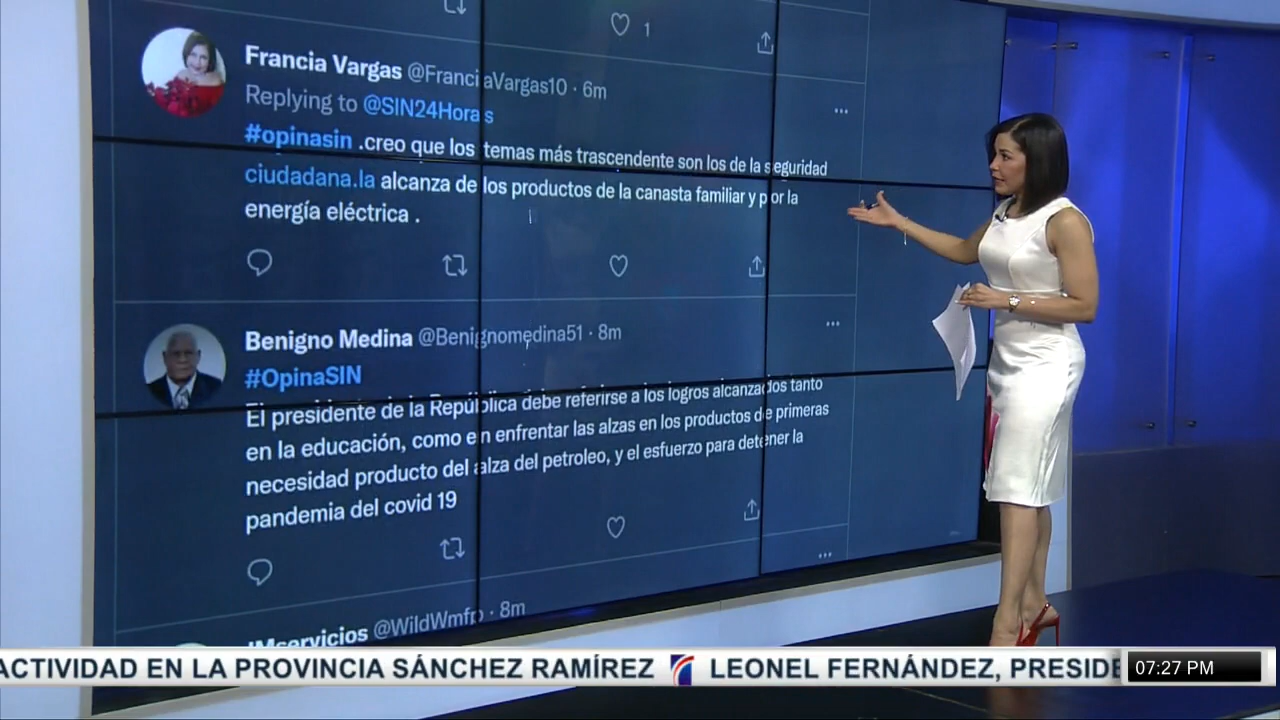 1
Francia Vargas @FranciaVargas10 · 6m
Replying to @SIN24Horas
#opinasin .creo que los temas más trascendente son los de la seguridad
ciudadana.la alcanza de los productos de la canasta familiar y por la
energía eléctrica .
Benigno Medina @Benignomedina51 · 8m
#OpinaSIN
El presidente de la República debe referirse a los logros alcanzados tanto
en la educación, como en enfrentar las alzas en los productos de primeras
necesidad producto del alza del petroleo, y el esfuerzo para detener la
pandemia del covid 19
JMservicios @WildWmfp · 8m
ACTIVIDAD EN LA PROVINCIA SÁNCHEZ RAMÍREZ LEONEL FERNÁNDEZ, PRESIDE
07:27 PM